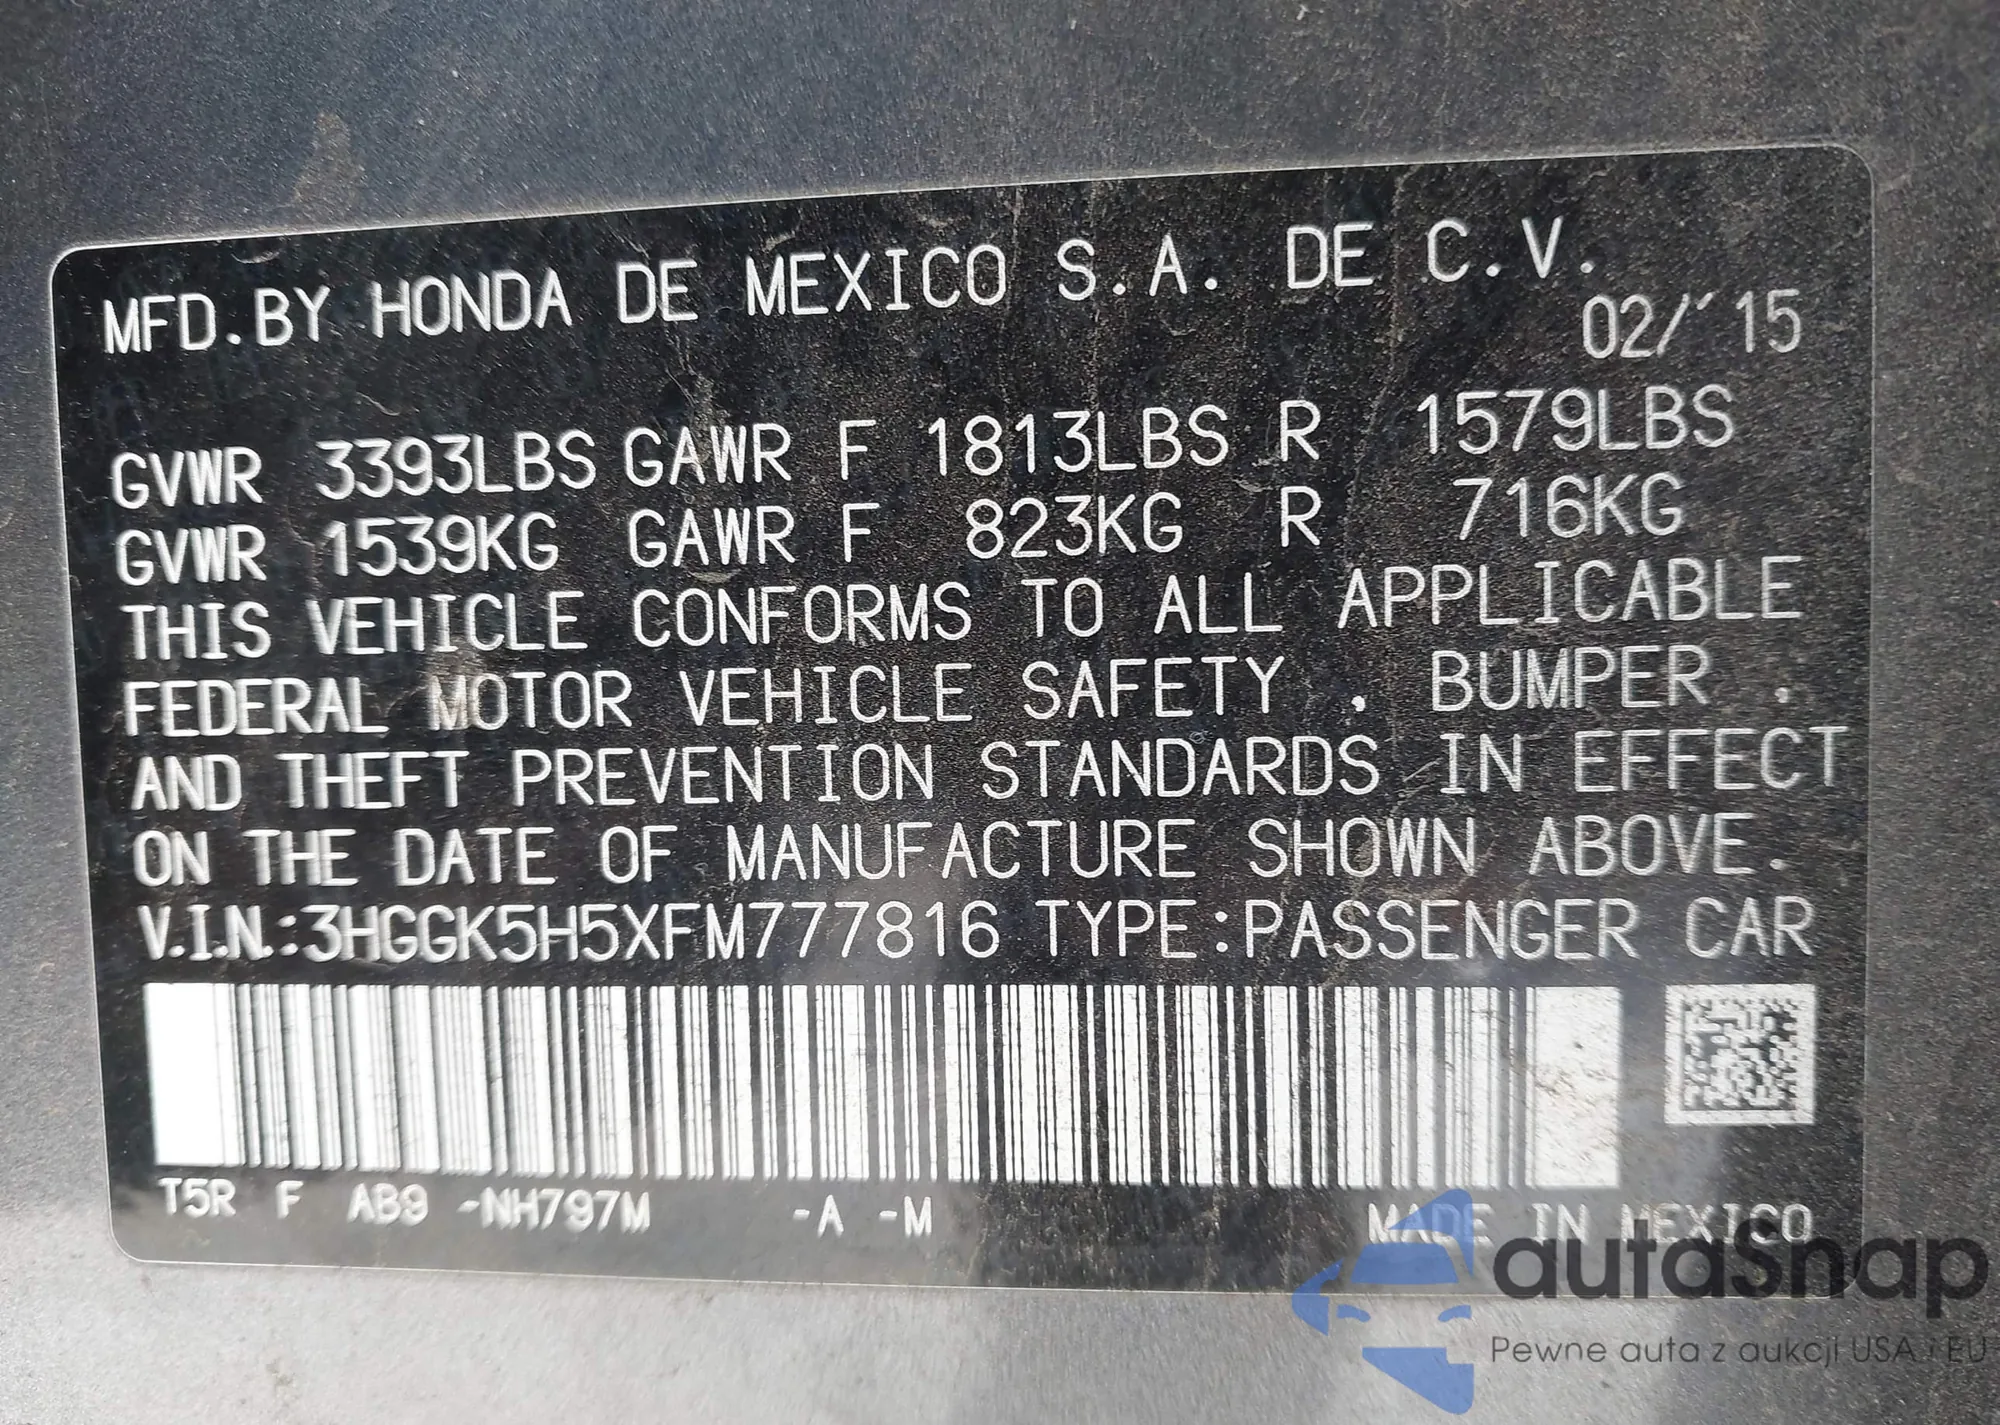 MFD.BY HONDA DE MEXICO S.A. DE C.V.
02/´15
GVWR 3393LBS GAWR F 1813LBS R 1579LBS
GVWR 1539KG GAWR F 823KG R 716KG
THIS VEHICLE CONFORMS TO ALL APPLICABLE
FEDERAL MOTOR VEHICLE SAFETY , BUMPER ,
AND THEFT PREVENTION STANDARDS IN EFFECT
ON THE DATE OF MANUFACTURE SHOWN ABOVE.
V.I.N.:3HGGK5H5XFM777816 TYPE:PASSENGER CAR
T5R F AB9 -NH797M -A -M MADE IN MEXICO
autaSnap
Pewne auta z aukcji USA i EU